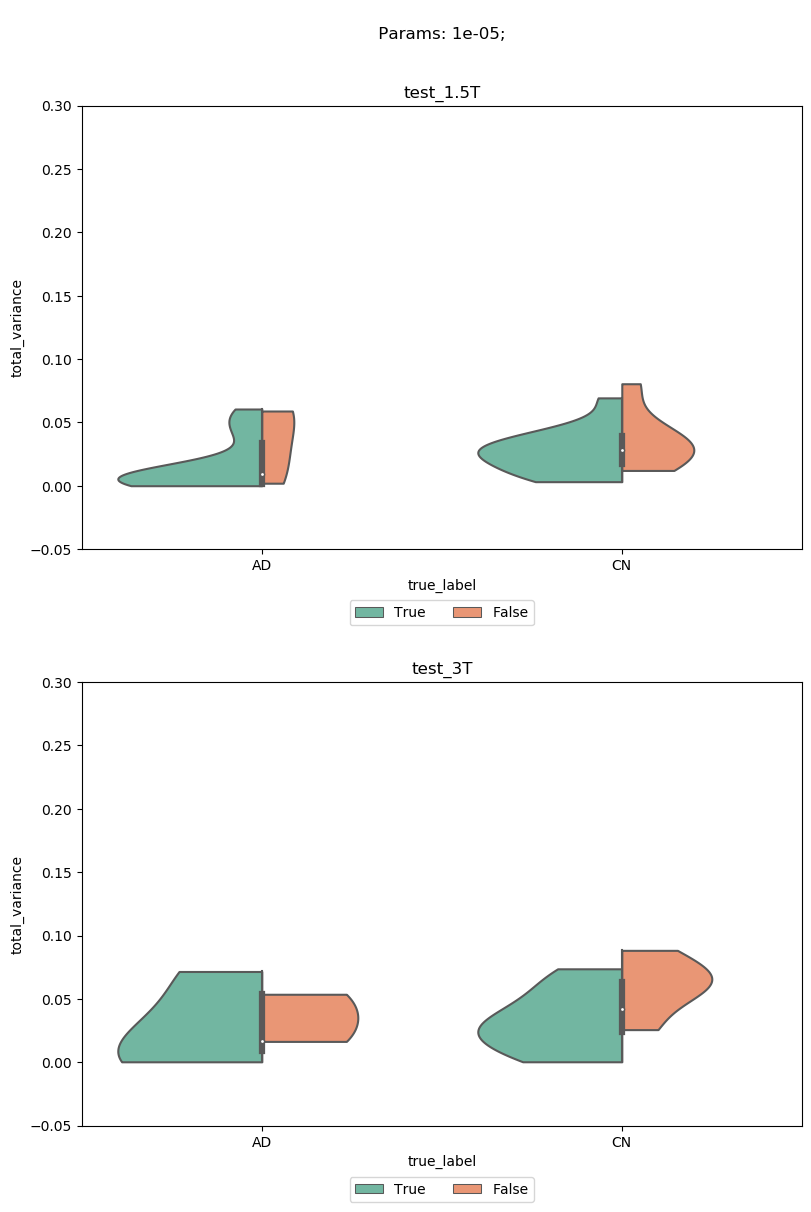 Params: 1e-05;
test_1.5T
0.30
0.25
0.20
0.15
0.10
0.05
0.00
−0.05
total_variance
AD CN
true_label
True False
test_3T
0.30
0.25
0.20
0.15
0.10
0.05
0.00
−0.05
total_variance
AD CN
true_label
True False